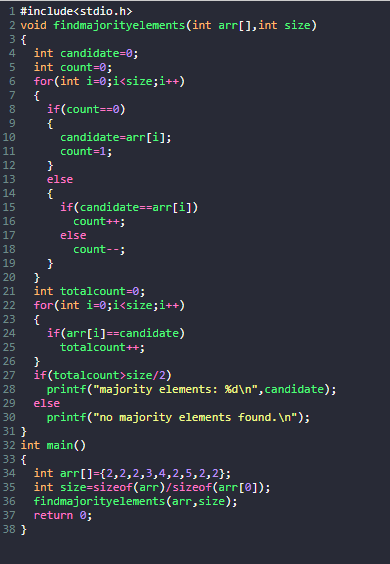 1 #include<stdio.h>
2 void findmajorityelements(int arr[],int size)
3 {
4   int candidate=0;
5   int count=0;
6   for(int i=0;i<size;i++)
7   {
8     if(count==0)
9     {
10       candidate=arr[i];
11       count=1;
12     }
13     else
14     {
15       if(candidate==arr[i])
16         count++;
17       else
18         count--;
19     }
20   }
21   int totalcount=0;
22   for(int i=0;i<size;i++)
23   {
24     if(arr[i]==candidate)
25       totalcount++;
26   }
27   if(totalcount>size/2)
28     printf("majority elements: %d\n",candidate);
29   else
30     printf("no majority elements found.\n");
31 }
32 int main()
33 {
34   int arr[]={2,2,2,3,4,2,5,2,2};
35   int size=sizeof(arr)/sizeof(arr[0]);
36   findmajorityelements(arr,size);
37   return 0;
38 }